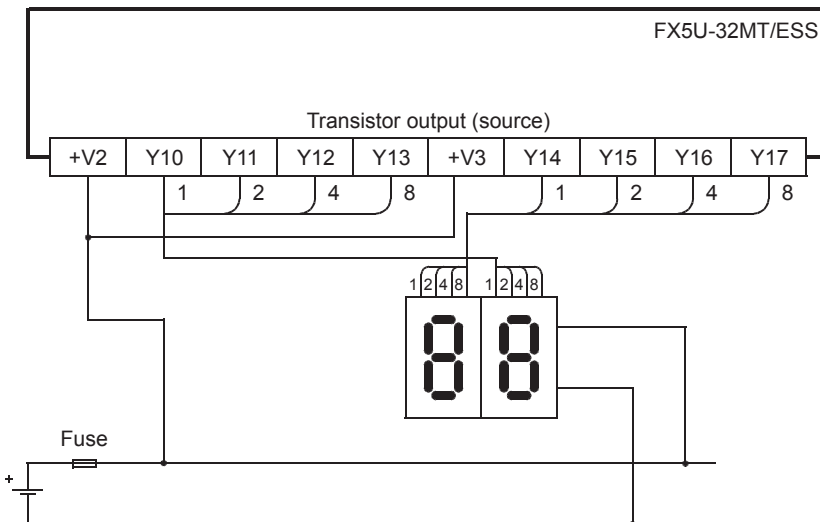 FX5U-32MT/ESS
Transistor output (source)
+V2 Y10 Y11 Y12 Y13 +V3 Y14 Y15 Y16 Y17
1 2 4 8 1 2 4 8
1 2 4 8 1 2 4 8
88
Fuse
+